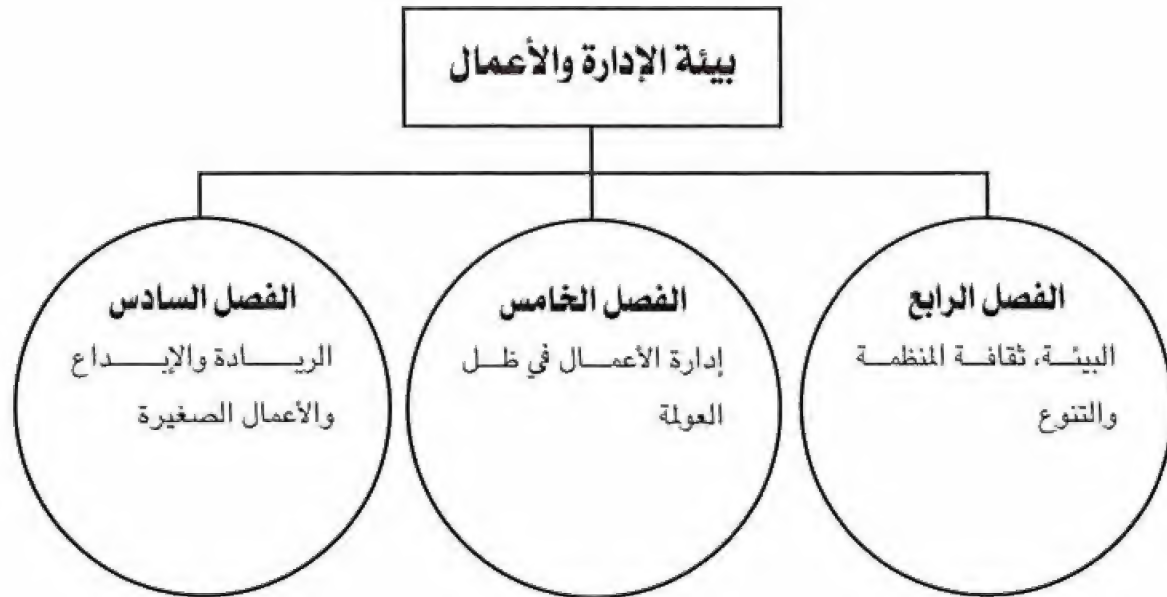 بيئة الإدارة والأعمال
الفصل الرابع
البيئة، ثقافة المنظمة
والتنوع
الفصل الخامس
إدارة الأعمال في ظل
العولمة
الفصل السادس
الريادة والإبداع
والأعمال الصغيرة